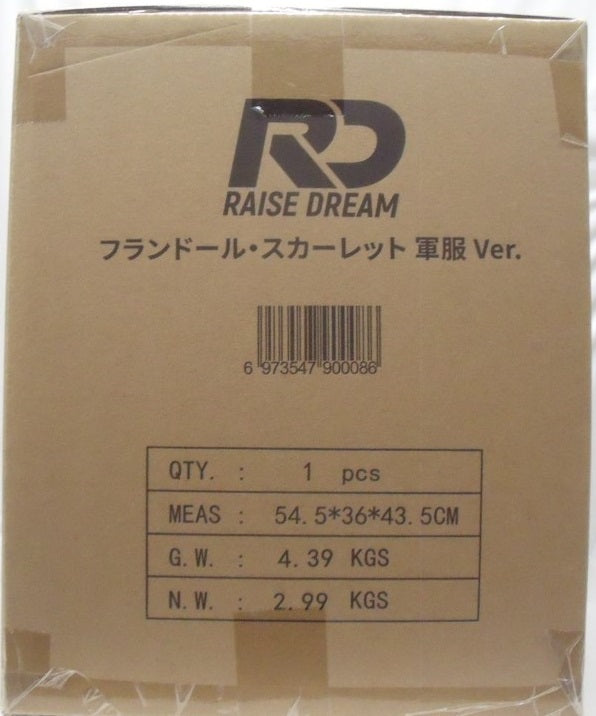 RD
RAISE DREAM
フランドール・スカーレット 軍服 Ver.
6 973547 900086
QTY. : 1 pcs
MEAS : 54.5*36*43.5CM
G.W. : 4.39 KGS
N.W. : 2.99 KGS